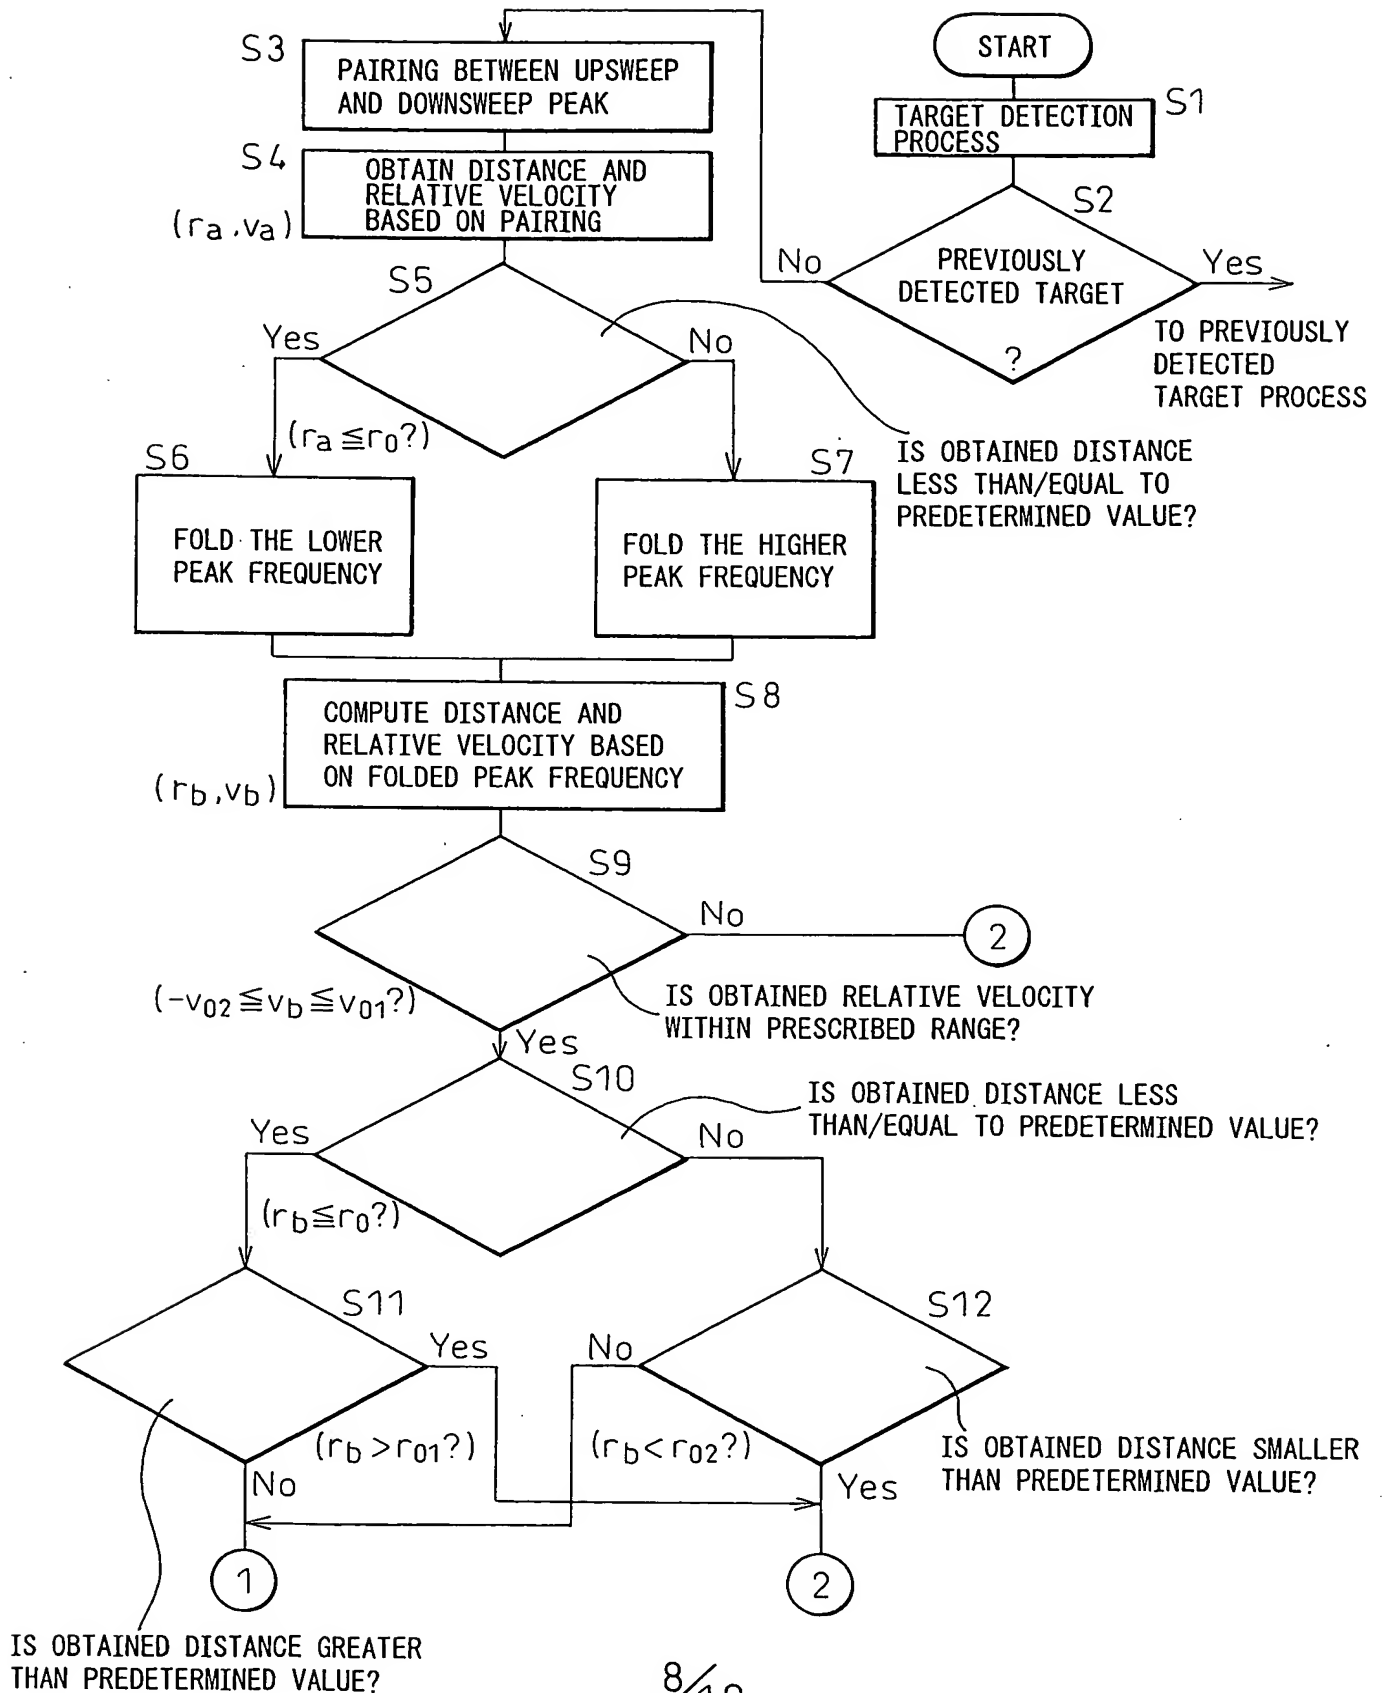 START
S1
TARGET DETECTION
PROCESS
S2
PREVIOUSLY
DETECTED TARGET
?
No
Yes
TO PREVIOUSLY
DETECTED
TARGET PROCESS
S3
PAIRING BETWEEN UPSWEEP
AND DOWNSWEEP PEAK
S4
OBTAIN DISTANCE AND
RELATIVE VELOCITY
BASED ON PAIRING
(ra,va)
S5
Yes
No
(ra≦r0?)
IS OBTAINED DISTANCE
LESS THAN/EQUAL TO
PREDETERMINED VALUE?
S6
FOLD THE LOWER
PEAK FREQUENCY
S7
FOLD THE HIGHER
PEAK FREQUENCY
S8
COMPUTE DISTANCE AND
RELATIVE VELOCITY BASED
ON FOLDED PEAK FREQUENCY
(rb,vb)
S9
No
2
(-v02≦vb≦v01?)
IS OBTAINED RELATIVE VELOCITY
WITHIN PRESCRIBED RANGE?
Yes
S10
IS OBTAINED DISTANCE LESS
THAN/EQUAL TO PREDETERMINED VALUE?
Yes
No
(rb≦r0?)
S11
Yes
(rb>r01?)
No
S12
No
(rb<r02?)
Yes
IS OBTAINED DISTANCE SMALLER
THAN PREDETERMINED VALUE?
1
2
IS OBTAINED DISTANCE GREATER
THAN PREDETERMINED VALUE?